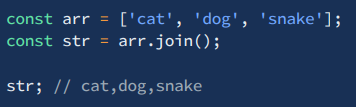 const arr = ['cat', 'dog', 'snake'];
const str = arr.join();
str; // cat,dog,snake